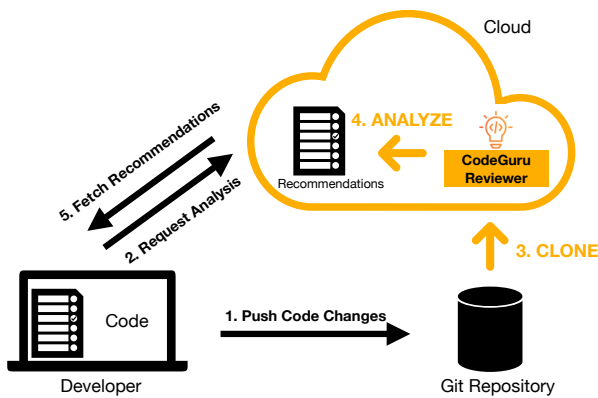 Cloud
4. ANALYZE
</>
CodeGuru
Reviewer
Recommendations
5. Fetch Recommendations
2. Request Analysis
3. CLONE
Code
1. Push Code Changes
Developer
Git Repository